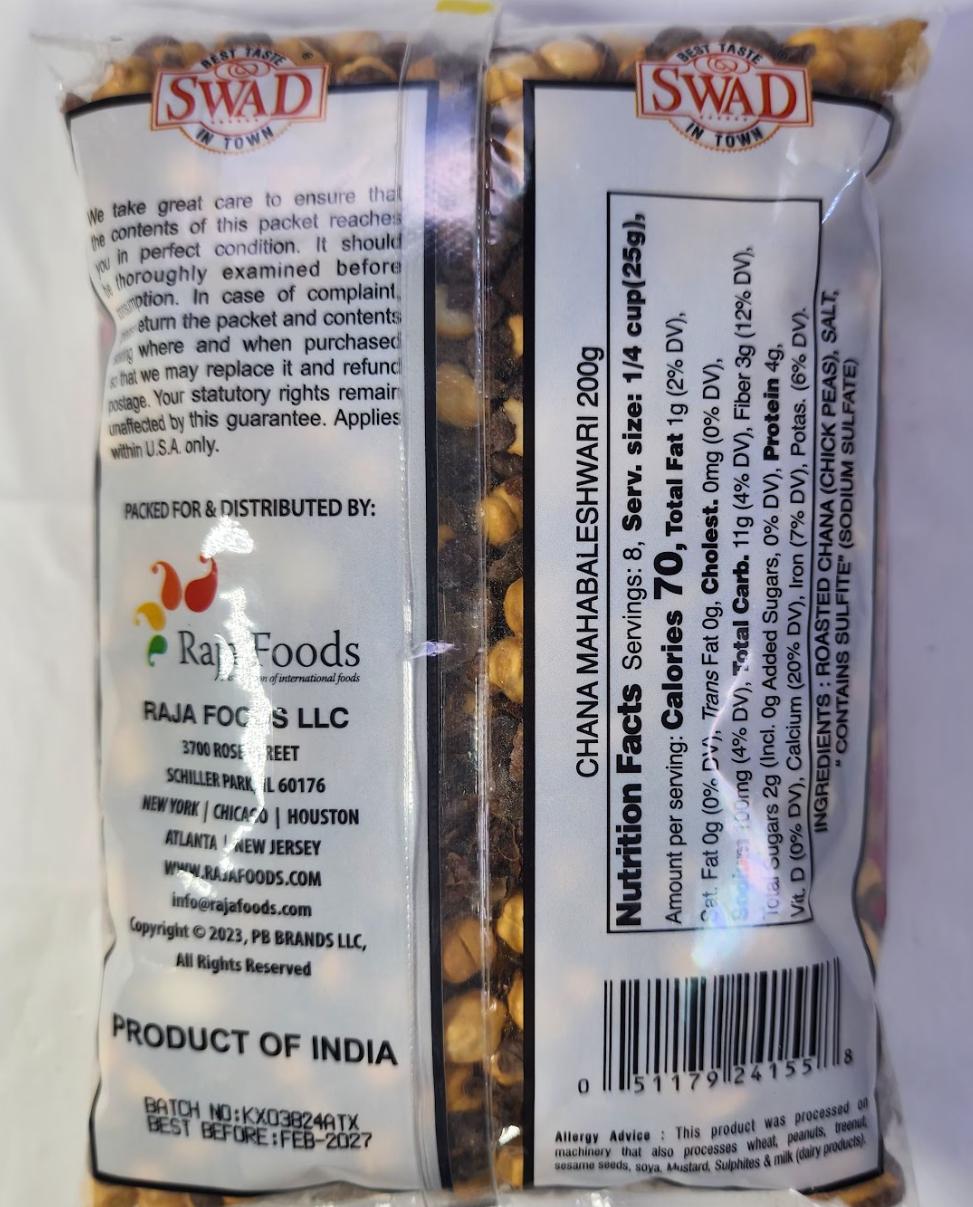 BEST TASTE
SWAD
IN TOWN
We take great care to ensure that
the contents of this packet reaches
you in perfect condition. It should
thoroughly examined before
In case of complaint,
the packet and contents
where and when purchased
that we may replace it and refund
postage. Your statutory rights remain
unaffected by this guarantee. Applies
within U.S.A. only.
PACKED FOR & DISTRIBUTED BY:
Foods
of international foods
RAJA LLC
3700
SCHILLER PARK, IL 60176
NEW YORK | CHICAGO | HOUSTON
ATLANTA | NEW JERSEY
WWW.RAJAFOODS.COM
info@rajafoods.com
Copyright © 2023, PB BRANDS LLC,
All Rights Reserved
PRODUCT OF INDIA
BATCH NO:KX03824ATX
BEST BEFORE:FEB-2027
BEST TASTE
SWAD
IN TOWN
CHANA MAHABALESHWARI 200g
Nutrition Facts Servings: 8, Serv. size: 1/4 cup(25g),
Amount per serving: Calories 70, Total Fat 1g (2% DV),
Sat. Fat 0g (0% DV), Trans Fat 0g, Cholest. 0mg (0% DV),
Sodium 100mg (4% DV), Total Carb. 11g (4% DV), Fiber 3g (12% DV),
Total Sugars 2g (Incl. 0g Added Sugars, 0% DV), Protein 4g,
Vit. D (0% DV), Calcium (20% DV), Iron (7% DV), Potas. (6% DV).
INGREDIENTS : ROASTED CHANA (CHICK PEAS), SALT,
" CONTAINS SULFITE" (SODIUM SULFATE)
0 51179 24155 8
Allergy Advice : This product was processed on
machinery that also processes wheat, peanuts, treenut,
sesame seeds, soya, Mustard, Sulphites & milk (dairy products).